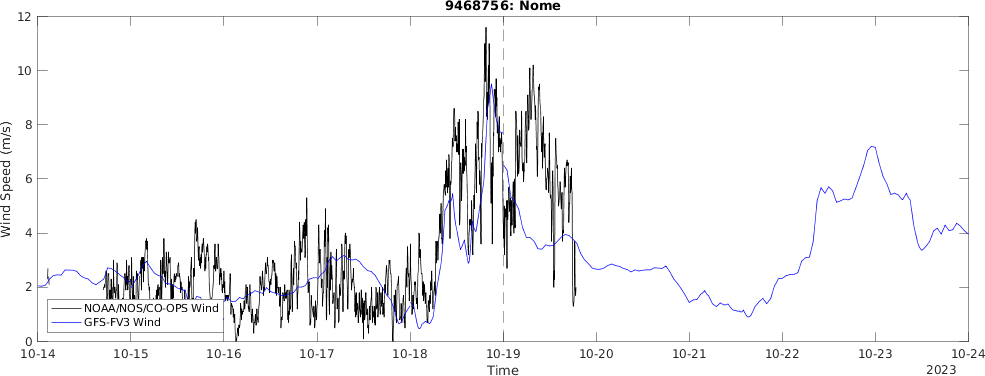 9468756: Nome
12
10
8
6
4
2
0
Wind Speed (m/s)
NOAA/NOS/CO-OPS Wind
GFS-FV3 Wind
10-14 10-15 10-16 10-17 10-18 10-19 10-20 10-21 10-22 10-23 10-24
Time
2023